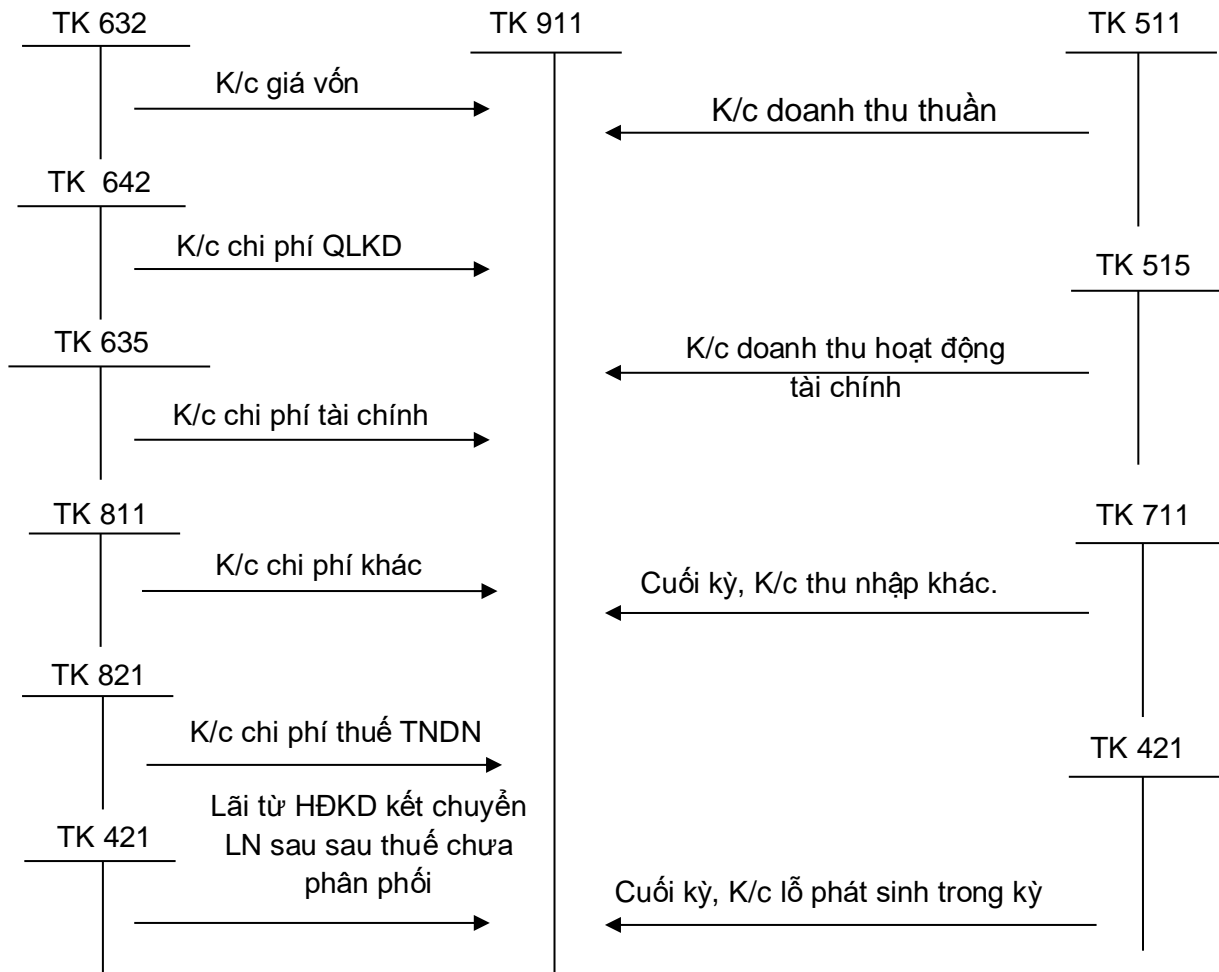 TK 632
TK 911
TK 511
K/c giá vốn
K/c doanh thu thuần
TK 642
K/c chi phí QLKD
TK 515
TK 635
K/c doanh thu hoạt động
tài chính
K/c chi phí tài chính
TK 811
TK 711
K/c chi phí khác
Cuối kỳ, K/c thu nhập khác.
TK 821
K/c chi phí thuế TNDN
TK 421
Lãi từ HĐKD kết chuyển
LN sau sau thuế chưa
phân phối
TK 421
Cuối kỳ, K/c lỗ phát sinh trong kỳ